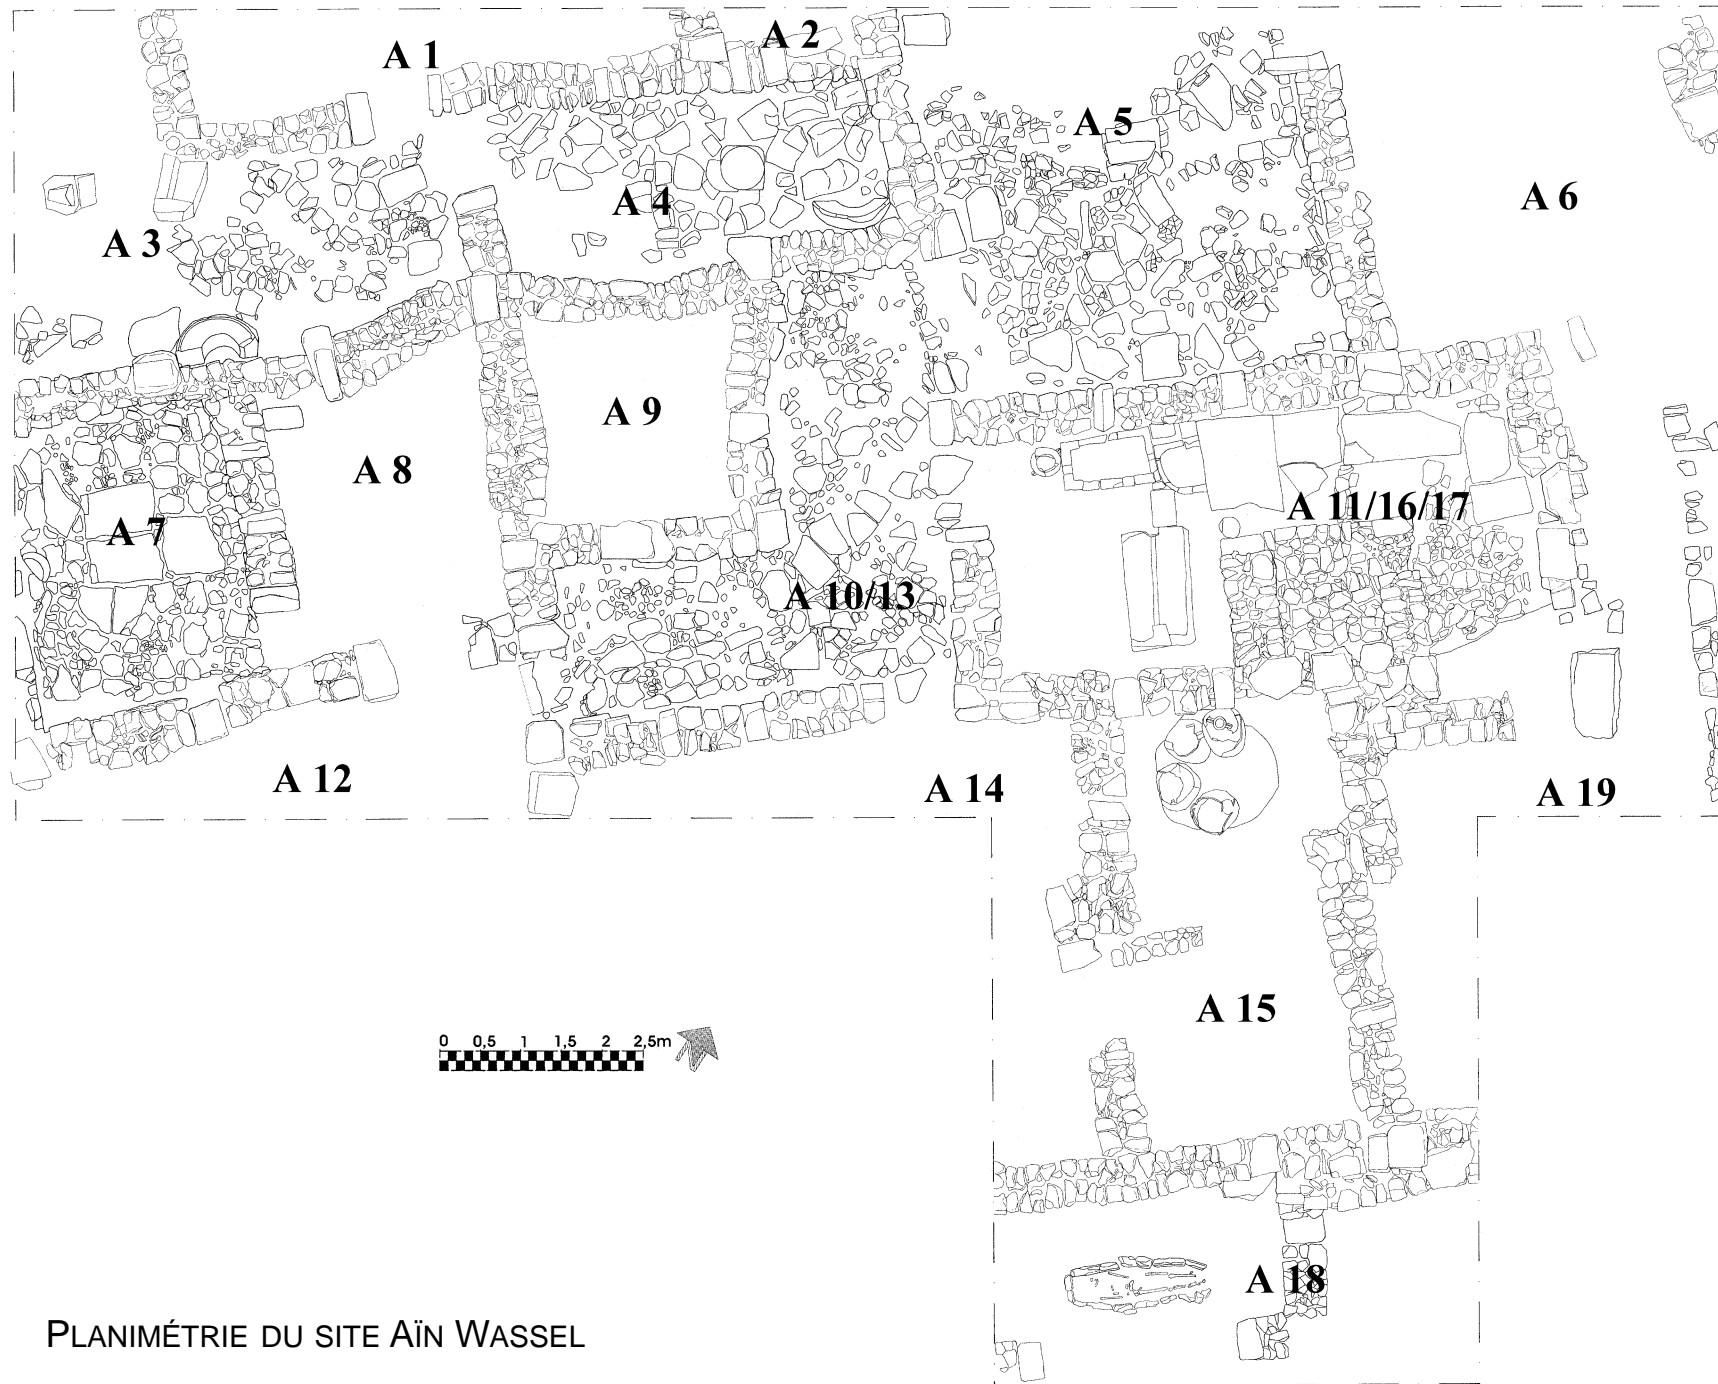 A 1
A 2
A 5
A 3
A 4
A 6
A 9
A 8
A 7
A 11/16/17
A 10/13
A 12
A 14
A 19
A 15
0 0,5 1 1,5 2 2,5m
A 18
PLANIMÉTRIE DU SITE AÏN WASSEL